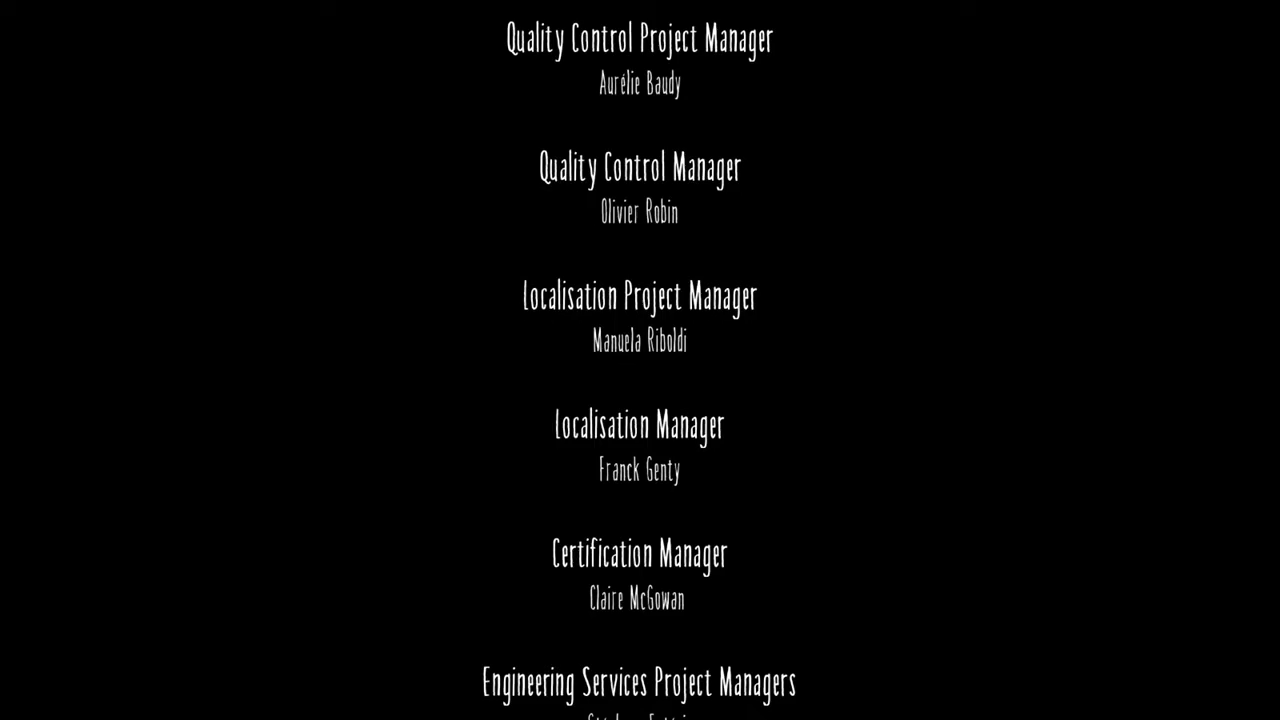 Quality Control Project Manager
Aurélie Baudy
Quality Control Manager
Olivier Robin
Localisation Project Manager
Manuela Riboldi
Localisation Manager
Franck Genty
Certification Manager
Claire McGowan
Engineering Services Project Managers